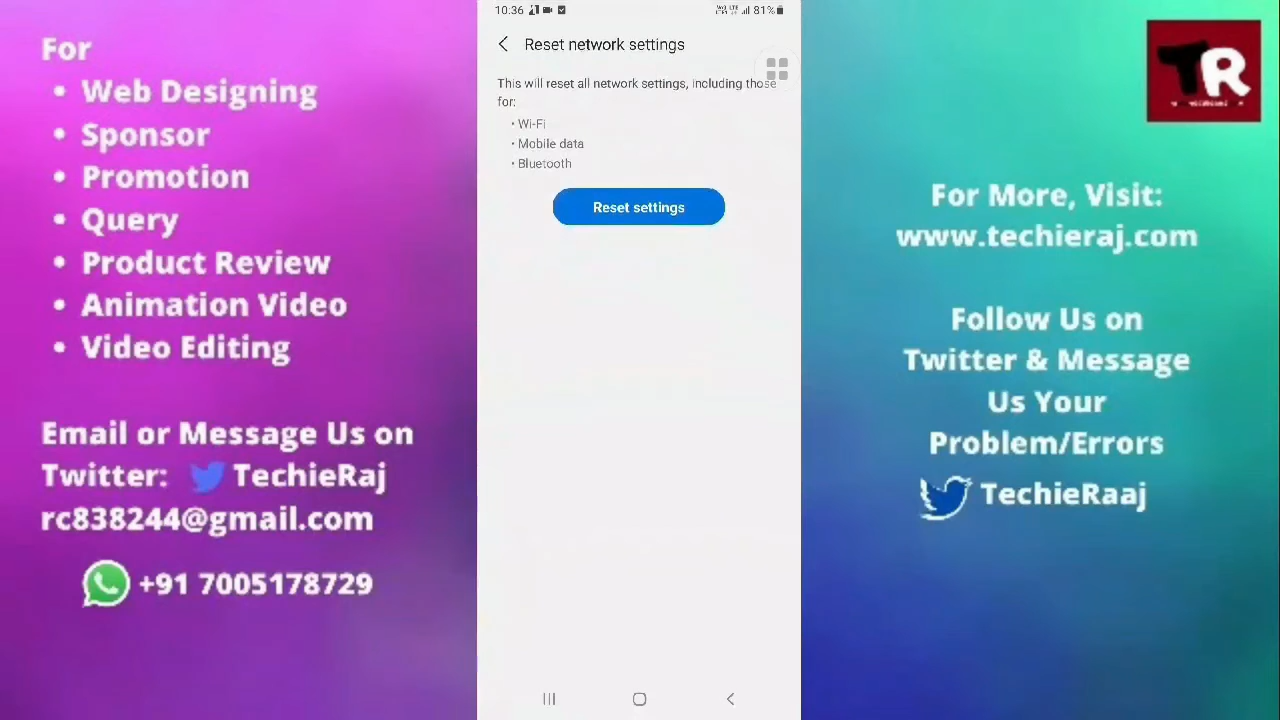 For
• Web Designing
• Sponsor
• Promotion
• Query
• Product Review
• Animation Video
• Video Editing
Email or Message Us on
Twitter: TechieRaj
rc838244@gmail.com
+91 7005178729
10.36
81%
Reset network settings
This will reset all network settings, including those
for:
• Wi-Fi
• Mobile data
• Bluetooth
Reset settings
TR
For More, Visit:
www.techieraj.com
Follow Us on
Twitter & Message
Us Your
Problem/Errors
TechieRaaj